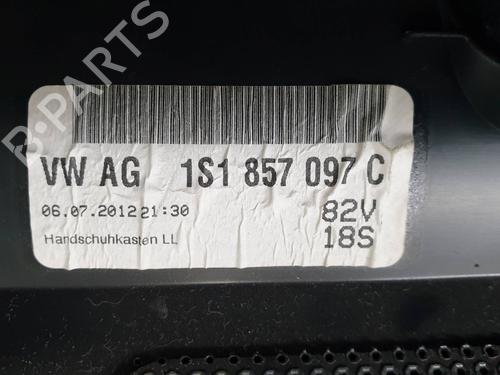 B-PARTS
VW AG 1S1 857 097 C
06.07.2012 21:30 82V
Handschuhkasten LL 18S